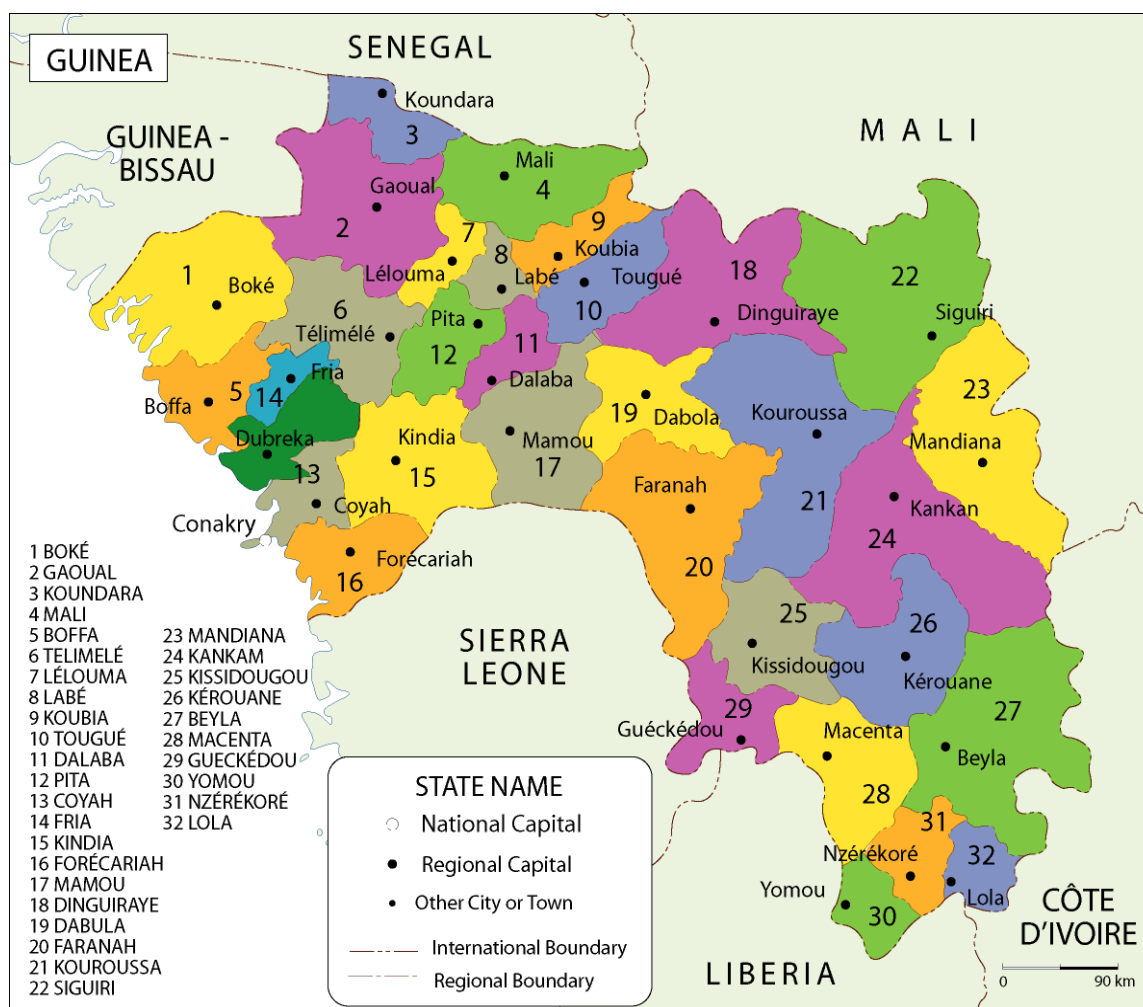 GUINEA
SENEGAL
GUINEA -
BISSAU
MALI
Koundara
3
Mali
4
Gaoual
2
7
9
8
Koubia
Lélouma
Labé
Tougué
10
18
22
1
Boké
6
Télimélé
Pita
12
11
Dalaba
Dinguiraye
Siguiri
5
Boffa
14
Fria
Dubreka
13
Coyah
Kindia
15
Mamou
17
19
Dabola
Kouroussa
21
23
Mandiana
Faranah
20
Kankan
24
Conakry
Forécariah
16
SIERRA
LEONE
25
Kissidougou
26
Kérouane
27
Beyla
29
Guéckédou
Macenta
28
31
Nzérékoré
32
Lola
Yomou
30
LIBERIA
CÔTE
D'IVOIRE
0 90 km
1 BOKÉ
2 GAOUAL
3 KOUNDARA
4 MALI
5 BOFFA
6 TELIMELÉ
7 LÉLOUMA
8 LABÉ
9 KOUBIA
10 TOUGUÉ
11 DALABA
12 PITA
13 COYAH
14 FRIA
15 KINDIA
16 FORÉCARIAH
17 MAMOU
18 DINGUIRAYE
19 DABULA
20 FARANAH
21 KOUROUSSA
22 SIGUIRI
23 MANDIANA
24 KANKAM
25 KISSIDOUGOU
26 KÉROUANE
27 BEYLA
28 MACENTA
29 GUECKÉDOU
30 YOMOU
31 NZÉRÉKORÉ
32 LOLA
STATE NAME
National Capital
Regional Capital
Other City or Town
International Boundary
Regional Boundary